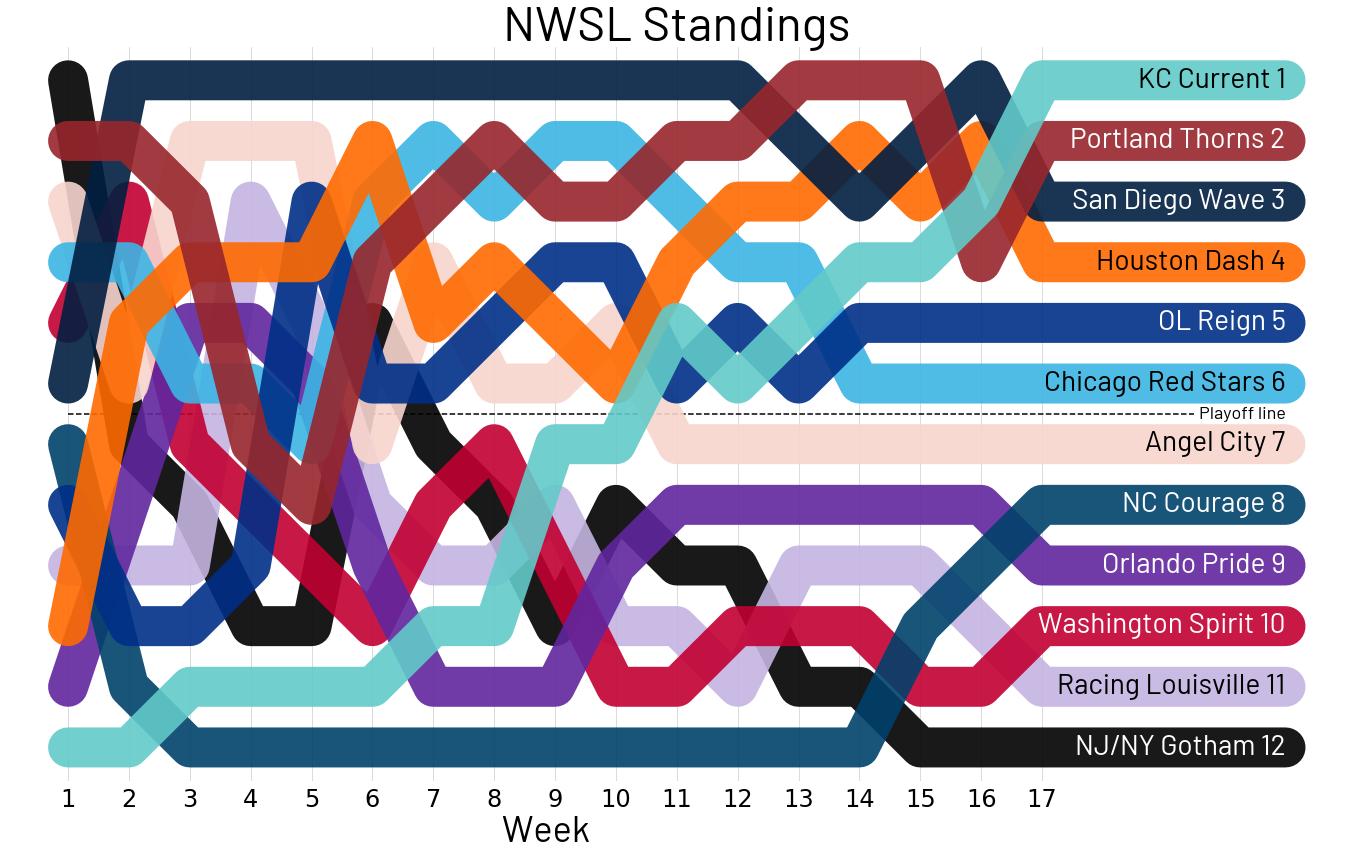 NWSL Standings
KC Current 1
Portland Thorns 2
San Diego Wave 3
Houston Dash 4
OL Reign 5
Chicago Red Stars 6
Playoff line
Angel City 7
NC Courage 8
Orlando Pride 9
Washington Spirit 10
Racing Louisville 11
NJ/NY Gotham 12
1 2 3 4 5 6 7 8 9 10 11 12 13 14 15 16 17
Week